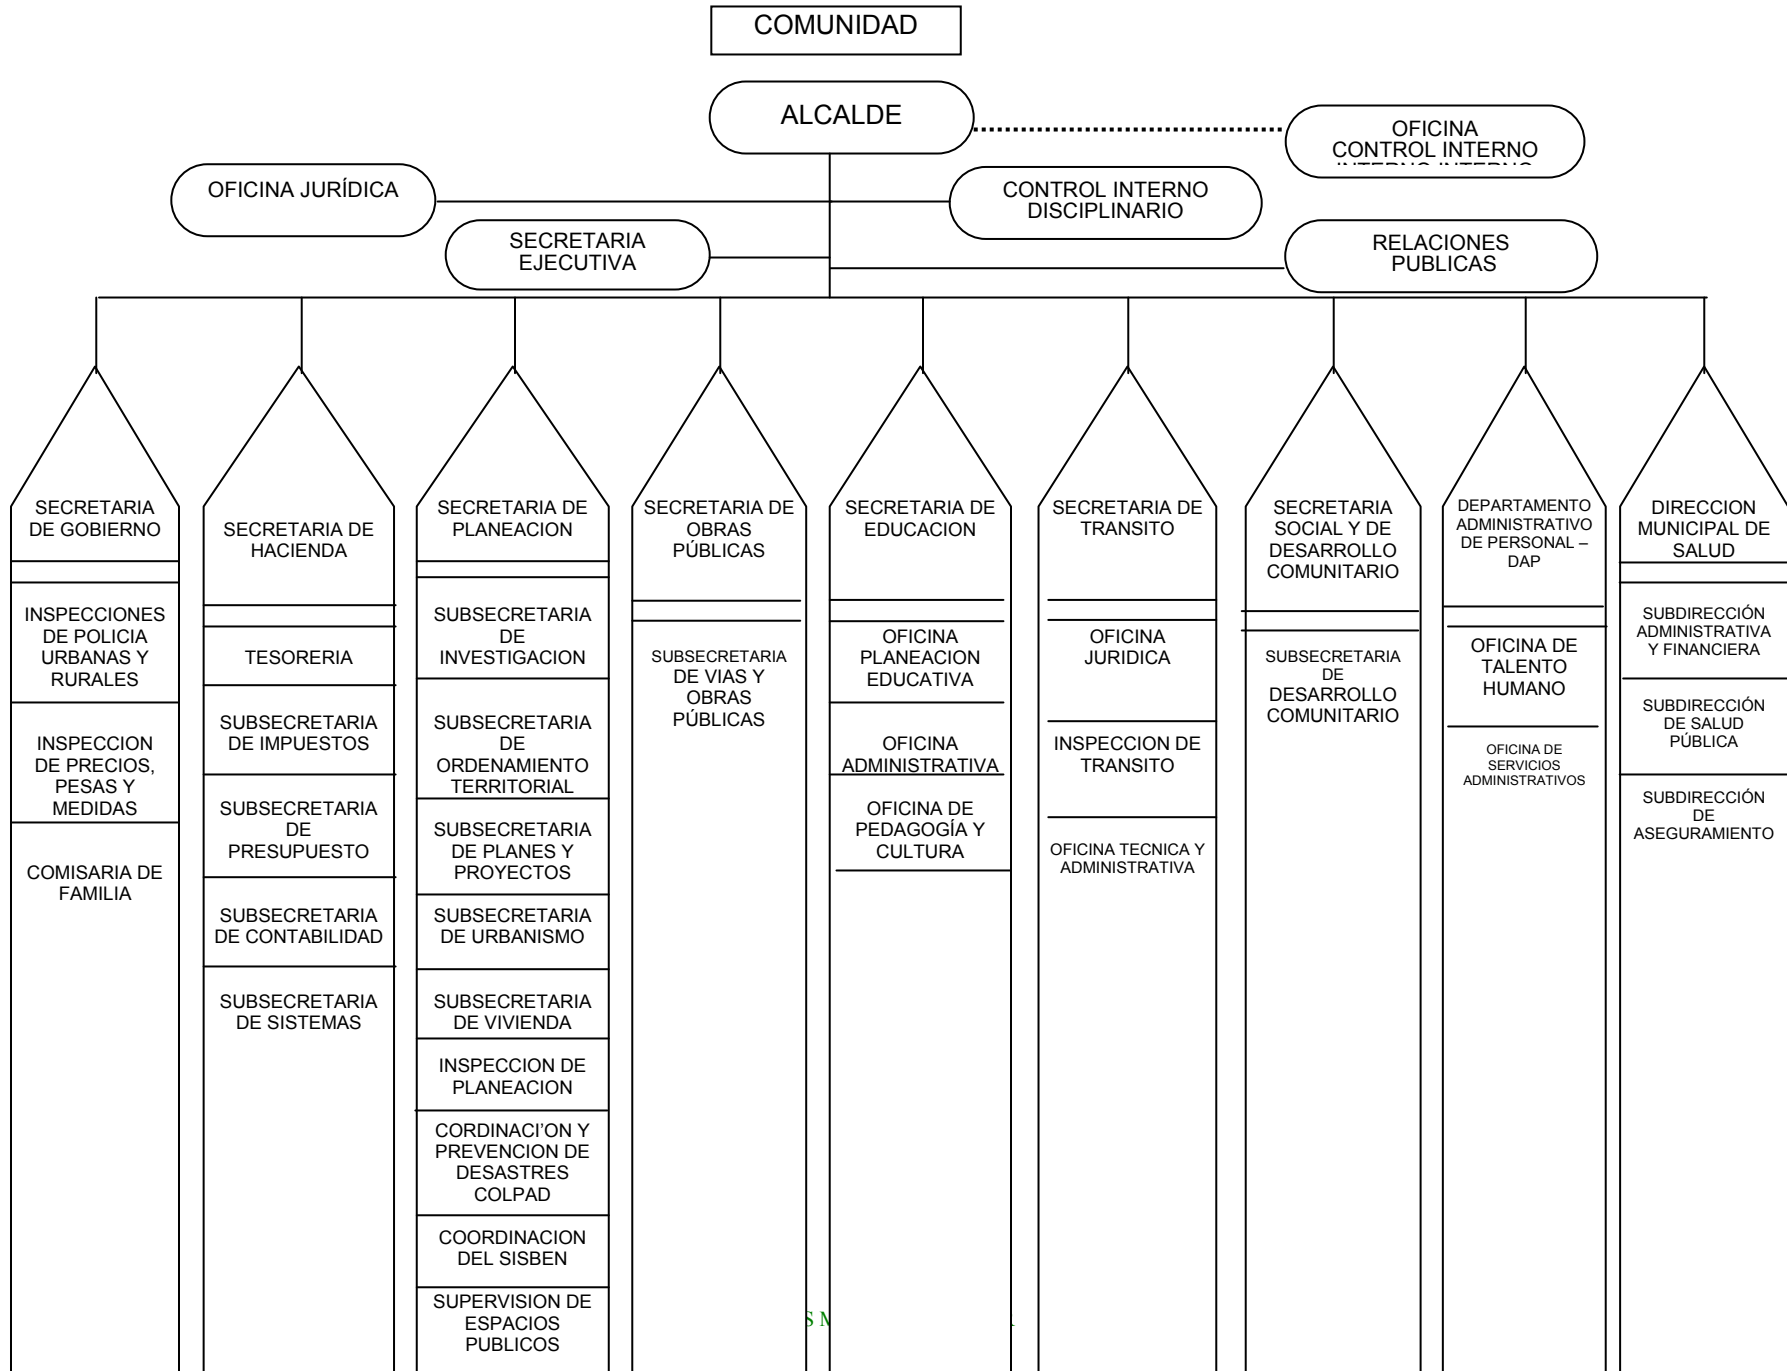 COMUNIDAD
ALCALDE
OFICINA
CONTROL INTERNO
INTERNO INTERNO
OFICINA JURÍDICA
CONTROL INTERNO
DISCIPLINARIO
SECRETARIA
EJECUTIVA
RELACIONES
PUBLICAS
SECRETARIA
DE GOBIERNO
INSPECCIONES
DE POLICIA
URBANAS Y
RURALES
INSPECCION
DE PRECIOS,
PESAS Y
MEDIDAS
COMISARIA DE
FAMILIA
SECRETARIA DE
HACIENDA
TESORERIA
SUBSECRETARIA
DE IMPUESTOS
SUBSECRETARIA
DE
PRESUPUESTO
SUBSECRETARIA
DE CONTABILIDAD
SUBSECRETARIA
DE SISTEMAS
SECRETARIA DE
PLANEACION
SUBSECRETARIA
DE
INVESTIGACION
SUBSECRETARIA
DE
ORDENAMIENTO
TERRITORIAL
SUBSECRETARIA
DE PLANES Y
PROYECTOS
SUBSECRETARIA
DE URBANISMO
SUBSECRETARIA
DE VIVIENDA
INSPECCION DE
PLANEACION
CORDINACI'ON Y
PREVENCION DE
DESASTRES
COLPAD
COORDINACION
DEL SISBEN
SUPERVISION DE
ESPACIOS
PUBLICOS
SECRETARIA DE
OBRAS
PÚBLICAS
SUBSECRETARIA
DE VIAS Y
OBRAS
PÚBLICAS
SECRETARIA DE
EDUCACION
OFICINA
PLANEACION
EDUCATIVA
OFICINA
ADMINISTRATIVA
OFICINA DE
PEDAGOGÍA Y
CULTURA
SECRETARIA DE
TRANSITO
OFICINA
JURIDICA
INSPECCION DE
TRANSITO
OFICINA TECNICA Y
ADMINISTRATIVA
SECRETARIA
SOCIAL Y DE
DESARROLLO
COMUNITARIO
SUBSECRETARIA
DE
DESARROLLO
COMUNITARIO
DEPARTAMENTO
ADMINISTRATIVO
DE PERSONAL –
DAP
OFICINA DE
TALENTO
HUMANO
OFICINA DE
SERVICIOS
ADMINISTRATIVOS
DIRECCION
MUNICIPAL DE
SALUD
SUBDIRECCIÓN
ADMINISTRATIVA
Y FINANCIERA
SUBDIRECCIÓN
DE SALUD
PÚBLICA
SUBDIRECCIÓN
DE
ASEGURAMIENTO